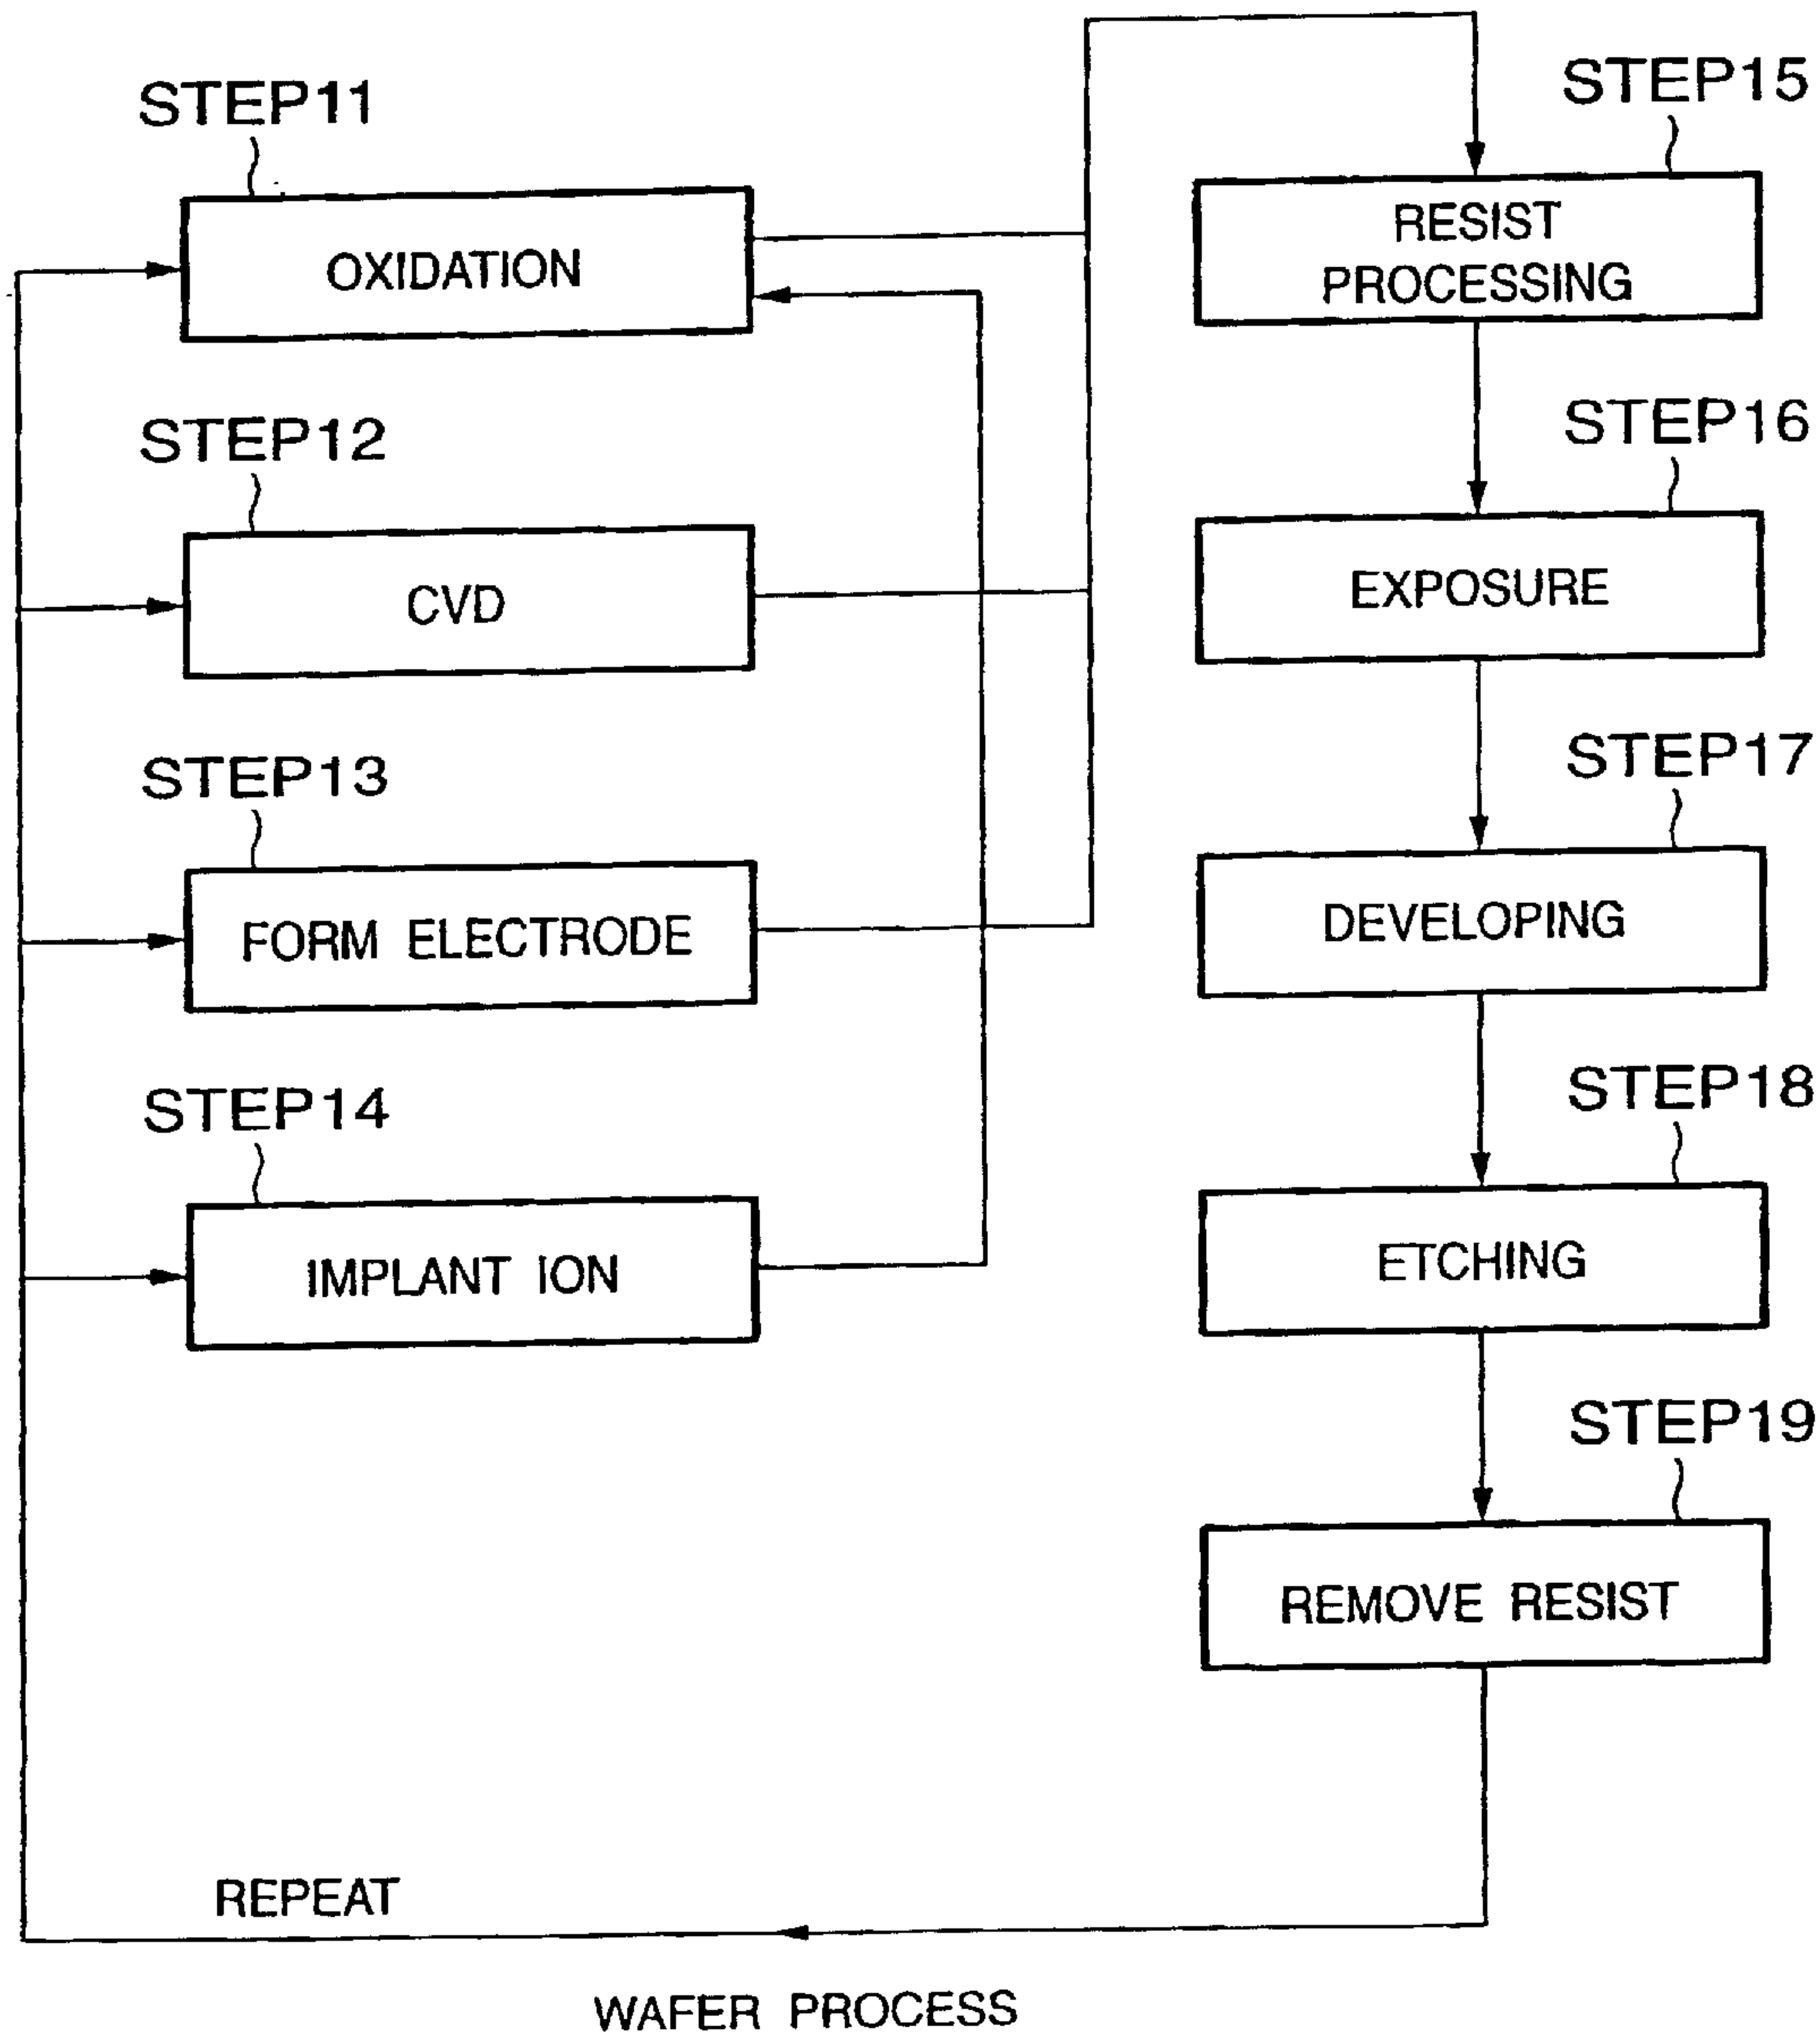 STEP11
OXIDATION
STEP12
CVD
STEP13
FORM ELECTRODE
STEP14
IMPLANT ION
STEP15
RESIST
PROCESSING
STEP16
EXPOSURE
STEP17
DEVELOPING
STEP18
ETCHING
STEP19
REMOVE RESIST
REPEAT
WAFER PROCESS